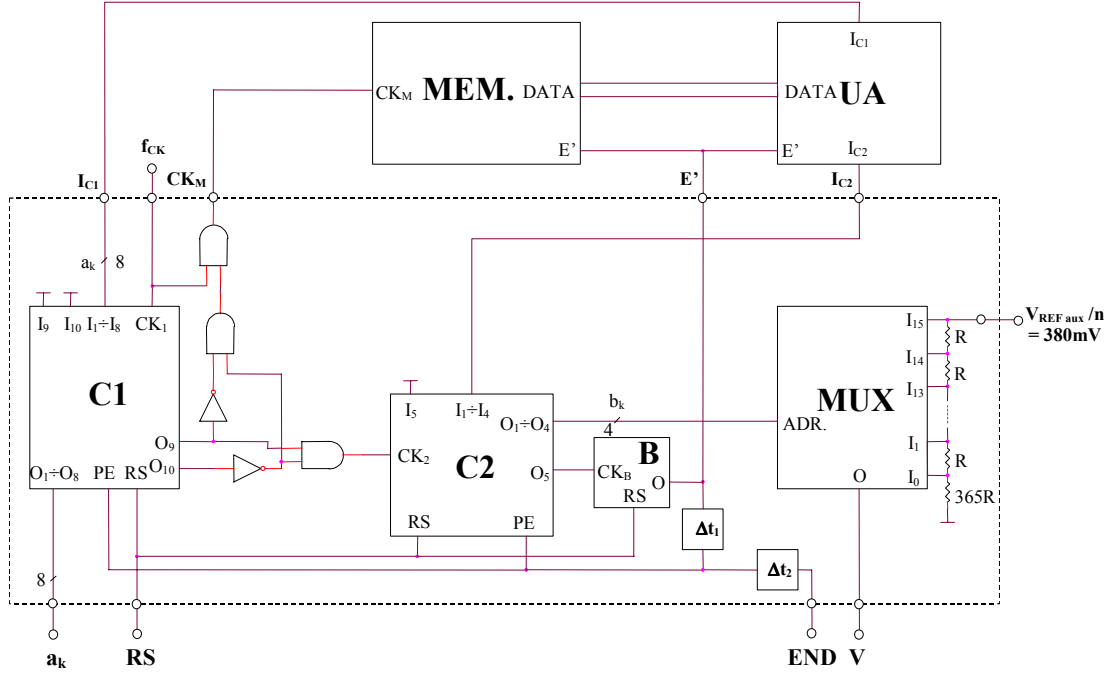 I_C1
CK_M
MEM.
DATA
E'
DATA
UA
E'
I_C2
f_CK
I_C1
CK_M
E'
I_C2
a_k
8
I_9
I_10
I_1÷I_8
CK_1
C1
O_9
O_10
O_1÷O_8
PE
RS
I_5
I_1÷I_4
O_1÷O_4
CK_2
C2
O_5
RS
PE
b_k
4
B
CK_B
O
RS
Δt_1
Δt_2
I_15
I_14
I_13
I_1
I_0
MUX
ADR.
O
R
R
R
365R
V_REF aux /n
= 380mV
8
a_k
RS
END
V